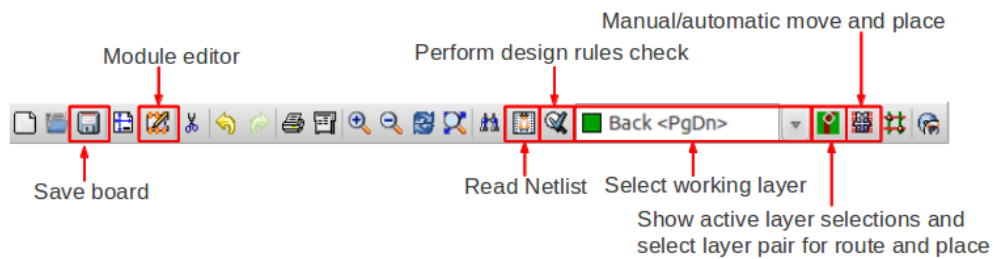 Manual/automatic move and place
Perform design rules check
Module editor
Back <PgDn>
Save board
Read Netlist
Select working layer
Show active layer selections and
select layer pair for route and place